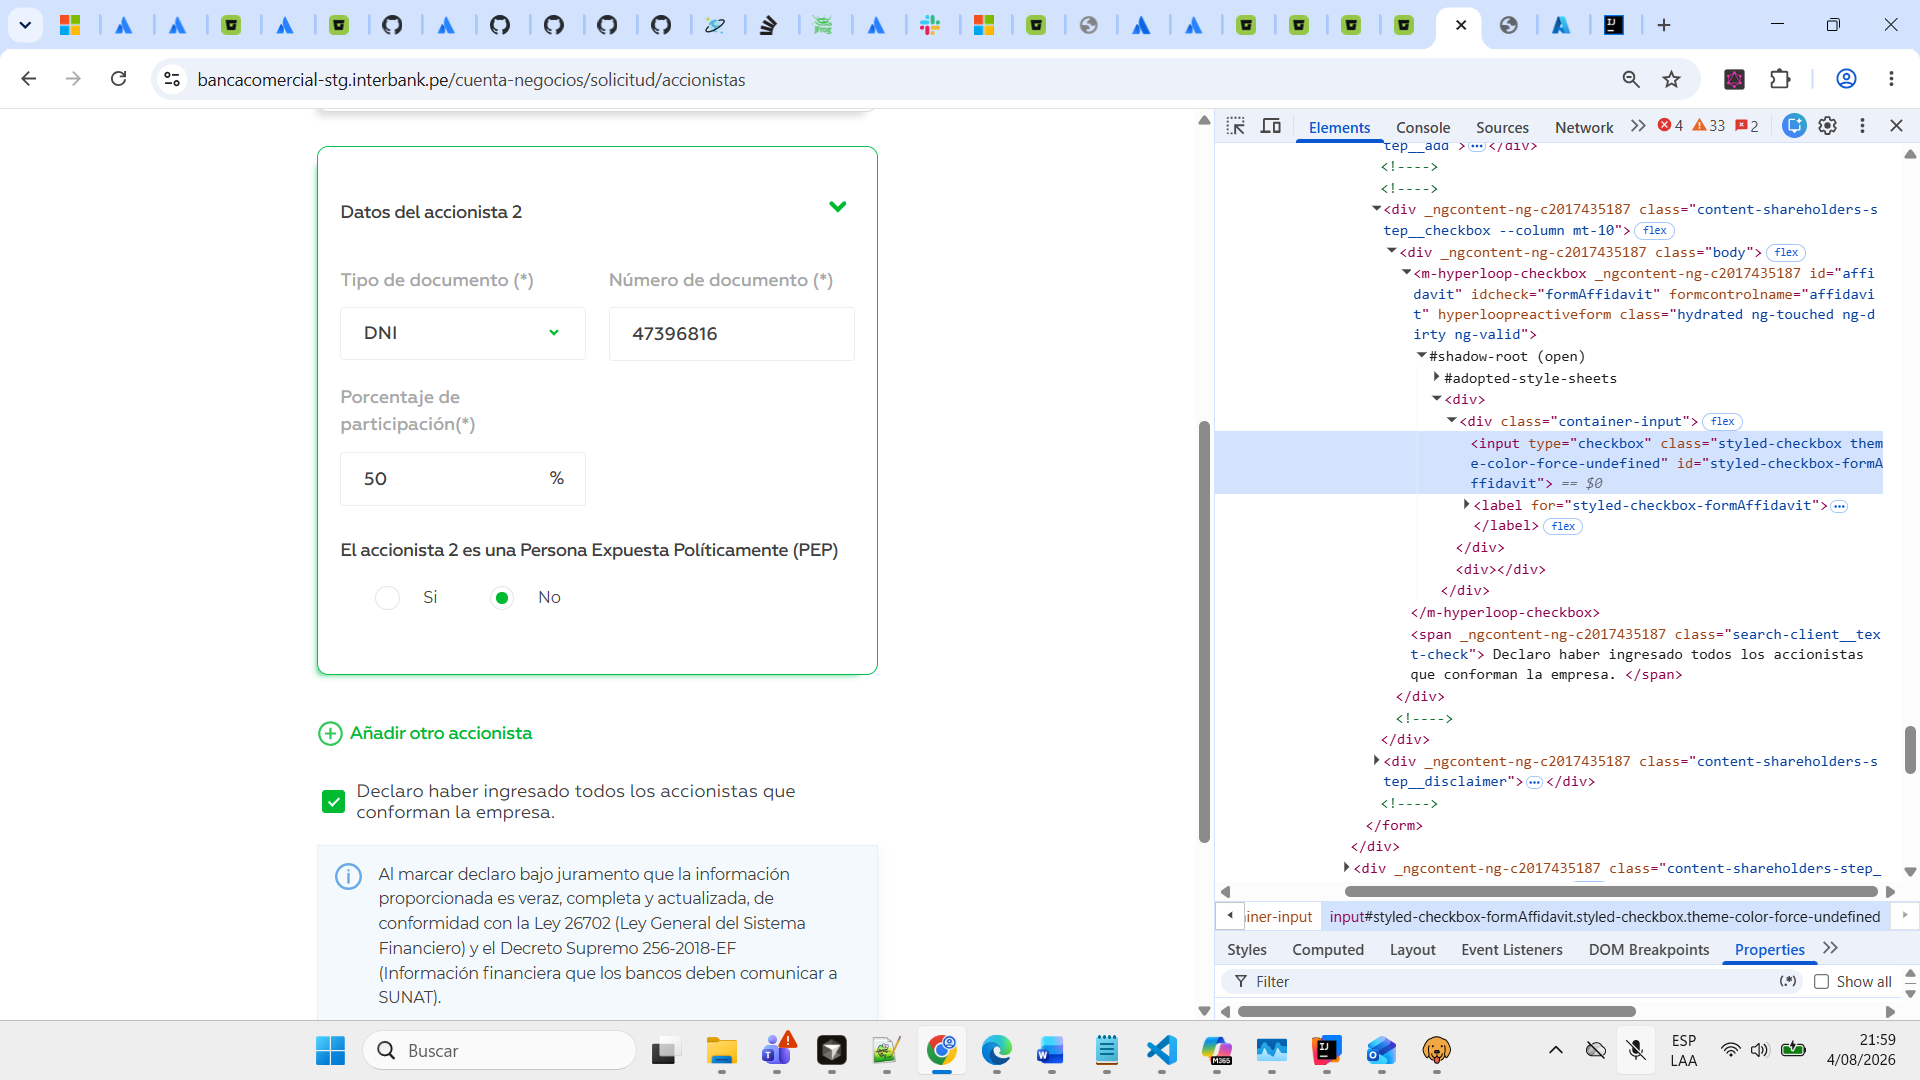 bancacomercial-stg.interbank.pe/cuenta-negocios/solicitud/accionistas
Datos del accionista 2
Tipo de documento (*)
Número de documento (*)
DNI
47396816
Porcentaje de
participación(*)
50
%
El accionista 2 es una Persona Expuesta Políticamente (PEP)
Si
No
Añadir otro accionista
Declaro haber ingresado todos los accionistas que
conforman la empresa.
Al marcar declaro bajo juramento que la información
proporcionada es veraz, completa y actualizada, de
conformidad con la Ley 26702 (Ley General del Sistema
Financiero) y el Decreto Supremo 256-2018-EF
(Información financiera que los bancos deben comunicar a
SUNAT).
Elements
Console
Sources
Network
4
33
2
tep__add">
</div>
<!---->
<!---->
<div _ngcontent-ng-c2017435187 class="content-shareholders-s
tep__checkbox --column mt-10"> flex
<div _ngcontent-ng-c2017435187 class="body"> flex
<m-hyperloop-checkbox _ngcontent-ng-c2017435187 id="affi
davit" idcheck="formAffidavit" formcontrolname="affidavi
t" hyperloopreactiveform class="hydrated ng-touched ng-d
irty ng-valid">
#shadow-root (open)
#adopted-style-sheets
<div>
<div class="container-input"> flex
<input type="checkbox" class="styled-checkbox them
e-color-force-undefined" id="styled-checkbox-formA
ffidavit"> == $0
<label for="styled-checkbox-formAffidavit">
</label> flex
</div>
<div></div>
</div>
</m-hyperloop-checkbox>
<span _ngcontent-ng-c2017435187 class="search-client__tex
t-check"> Declaro haber ingresado todos los accionistas
que conforman la empresa. </span>
</div>
<!---->
</div>
<div _ngcontent-ng-c2017435187 class="content-shareholders-s
tep__disclaimer"> </div>
<!---->
</form>
</div>
<div _ngcontent-ng-c2017435187 class="content-shareholders-step_
iner-input
input#styled-checkbox-formAffidavit.styled-checkbox.theme-color-force-undefined
Styles
Computed
Layout
Event Listeners
DOM Breakpoints
Properties
Filter
(.*)
Show all
Buscar
ESP
LAA
21:59
4/08/2026